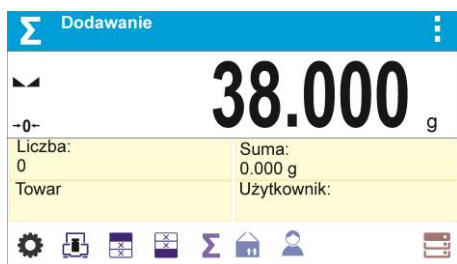 Σ Dodawanie
38.000 g
→0←
Liczba:
0
Suma:
0.000 g
Towar
Użytkownik:
Σ